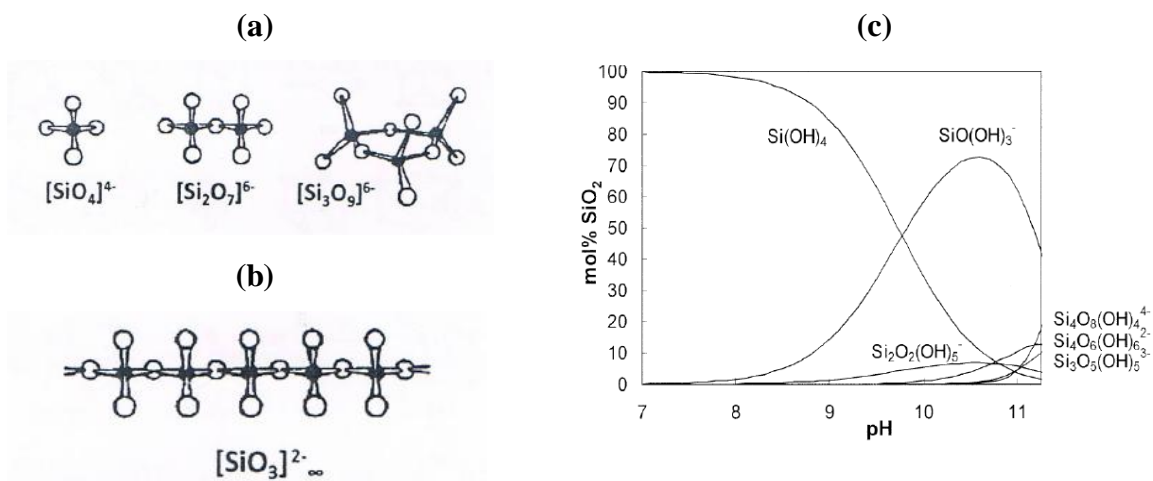 (a)
[SiO₄]⁴⁻
[Si₂O₇]⁶⁻
[Si₃O₉]⁶⁻
(b)
[SiO₃]²⁻∞
(c)
mol% SiO₂
100
90
80
70
60
50
40
30
20
10
0
Si(OH)₄
SiO(OH)₃⁻
Si₂O₂(OH)₅⁻
Si₄O₈(OH)₄⁴⁻
Si₄O₆(OH)₆²⁻
Si₃O₅(OH)₅³⁻
7
8
9
10
11
pH